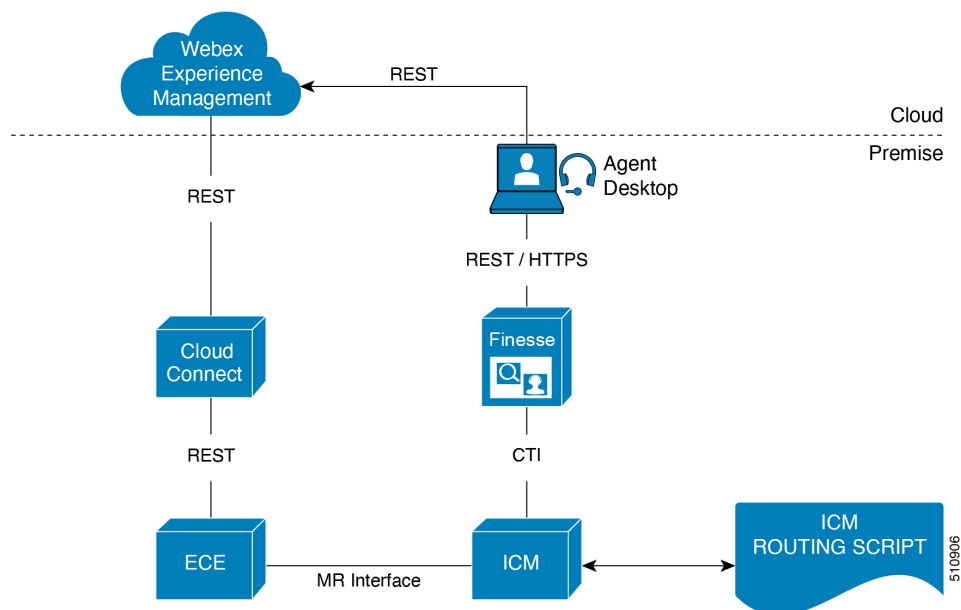 Webex
Experience
Management
REST
Cloud
Premise
Agent
Desktop
REST
REST / HTTPS
Finesse
Cloud
Connect
REST
CTI
ECE
MR Interface
ICM
ICM
ROUTING SCRIPT
510906